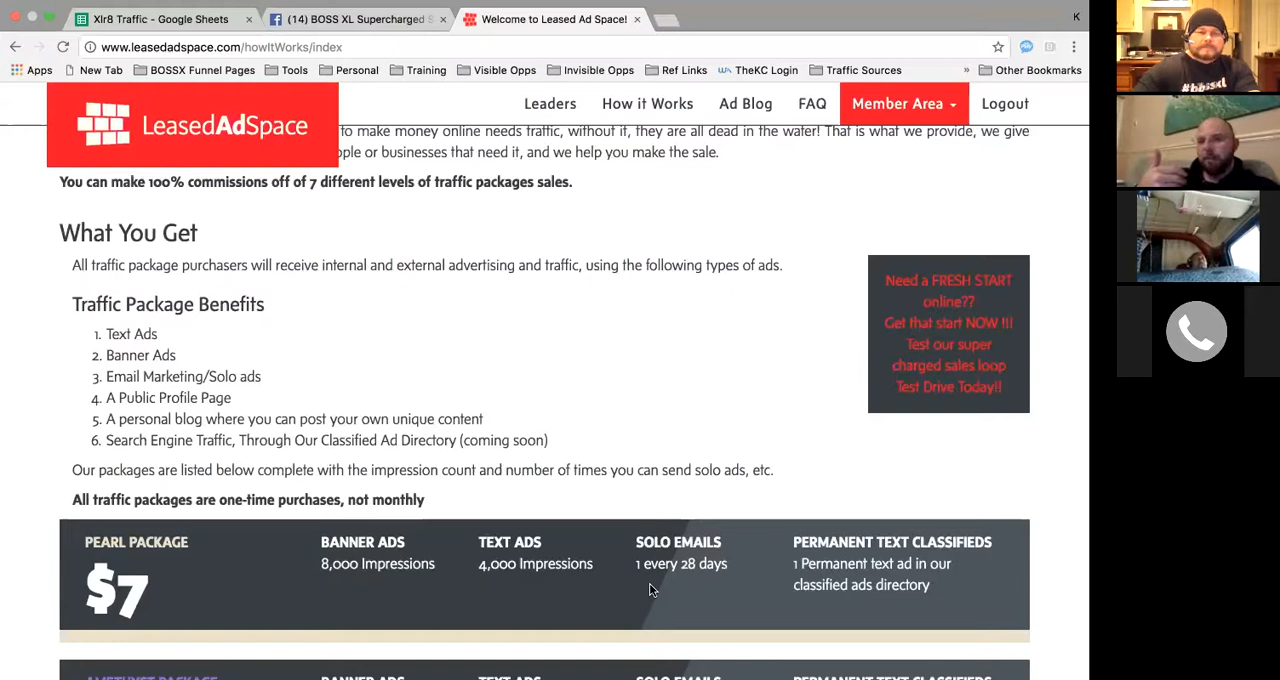 Xlr8 Traffic - Google Sheets
(14) BOSS XL Supercharged S
Welcome to Leased Ad Space!
K
www.leasedadspace.com/howItWorks/index
Apps
New Tab
BOSSX Funnel Pages
Tools
Personal
Training
Visible Opps
Invisible Opps
Ref Links
TheKC Login
Traffic Sources
»
Other Bookmarks
LeasedAdSpace
Leaders
How it Works
Ad Blog
FAQ
Member Area
Logout
to make money online needs traffic, without it, they are all dead in the water! That is what we provide, we give
ople or businesses that need it, and we help you make the sale.
You can make 100% commissions off of 7 different levels of traffic packages sales.
What You Get
All traffic package purchasers will receive internal and external advertising and traffic, using the following types of ads.
Traffic Package Benefits
1. Text Ads
2. Banner Ads
3. Email Marketing/Solo ads
4. A Public Profile Page
5. A personal blog where you can post your own unique content
6. Search Engine Traffic, Through Our Classified Ad Directory (coming soon)
Need a FRESH START
online??
Get that start NOW !!!
Test our super
charged sales loop
Test Drive Today!!
Our packages are listed below complete with the impression count and number of times you can send solo ads, etc.
All traffic packages are one-time purchases, not monthly
PEARL PACKAGE
$7
BANNER ADS
8,000 Impressions
TEXT ADS
4,000 Impressions
SOLO EMAILS
1 every 28 days
PERMANENT TEXT CLASSIFIEDS
1 Permanent text ad in our
classified ads directory
AMETHYST PACKAGE
BANNER ADS
TEXT ADS
SOLO EMAILS
PERMANENT TEXT CLASSIFIEDS